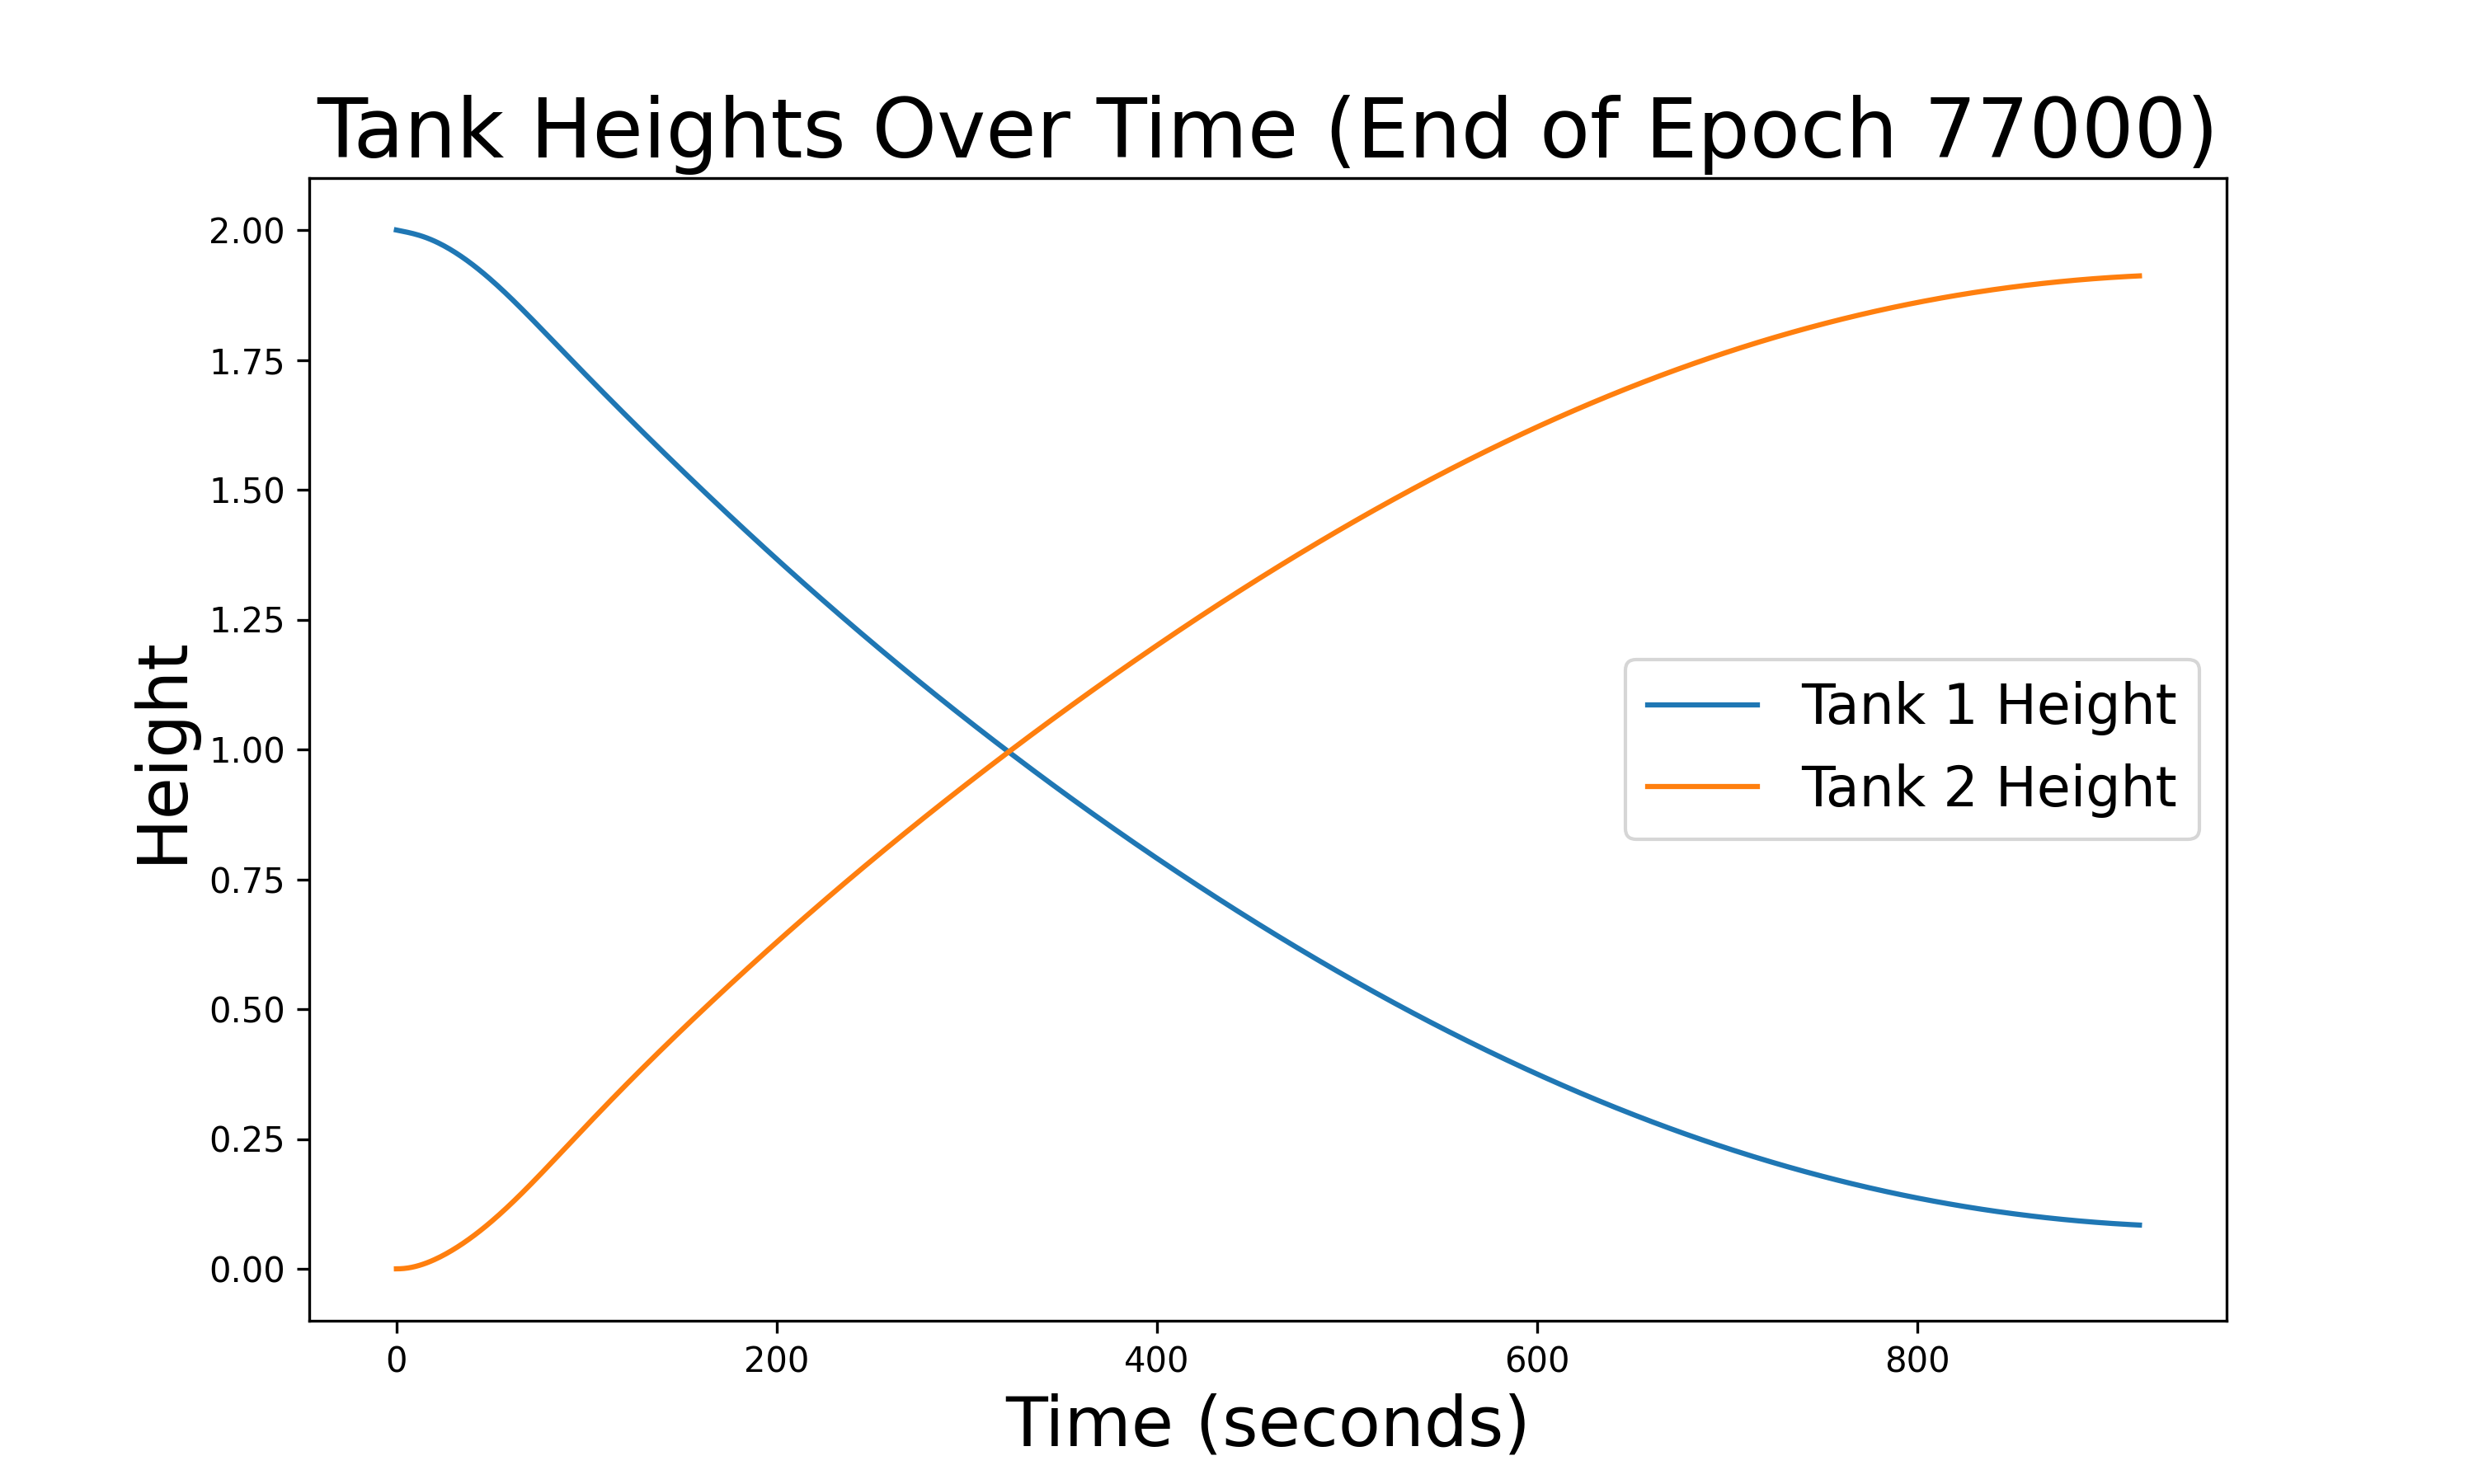 Tank Heights Over Time (End of Epoch 77000)
2.00
1.75
1.50
1.25
1.00
0.75
0.50
0.25
0.00
Height
Tank 1 Height
Tank 2 Height
0 200 400 600 800
Time (seconds)